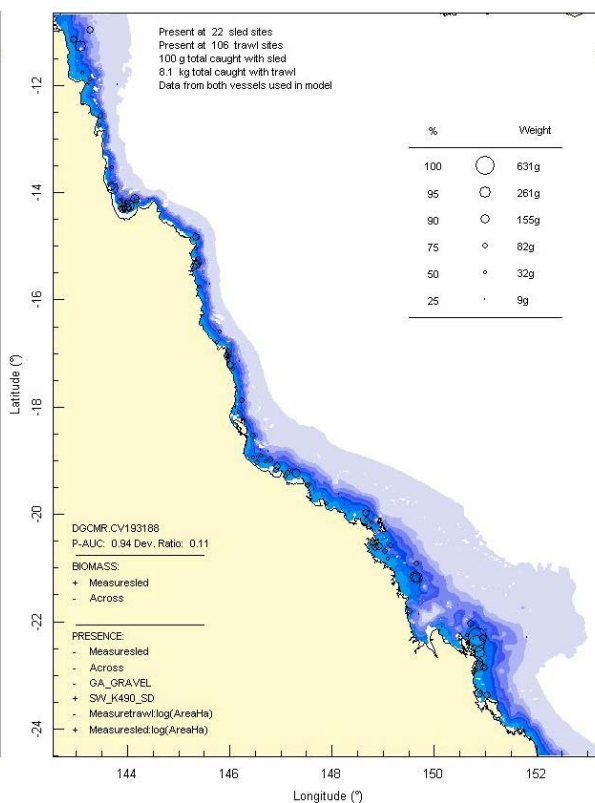 Present at 22 sled sites
Present at 106 trawl sites
100 g total caught with sled
8.1 kg total caught with trawl
Data from both vessels used in model
% Weight
100 631g
95 261g
90 155g
75 82g
50 32g
25 9g
-12
-14
-16
-18
-20
-22
-24
Latitude (°)
DGCMR.CV193188
P-AUC: 0.94 Dev. Ratio: 0.11
BIOMASS:
+ Measuresled
- Across
PRESENCE:
- Measuresled
- Across
- GA_GRAVEL
+ SW_K490_SD
- Measuretrawl:log(AreaHa)
+ Measuresled:log(AreaHa)
144 146 148 150 152
Longitude (°)